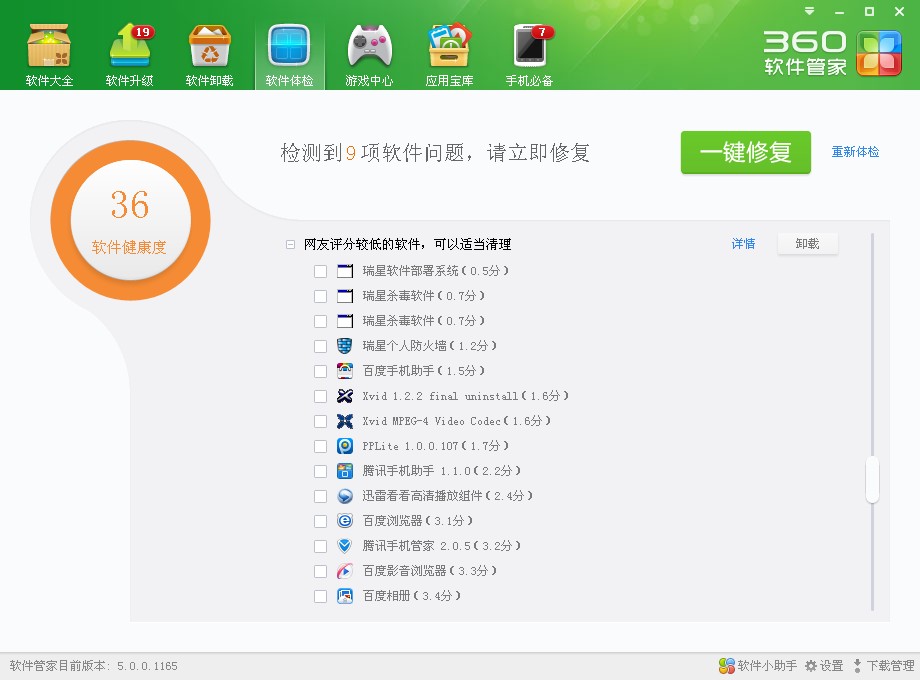 19
7
软件大全 软件升级 软件卸载 软件体检 游戏中心 应用宝库 手机必备
360
软件管家
检测到9项软件问题，请立即修复
一键修复
重新体检
36
软件健康度
网友评分较低的软件，可以适当清理
详情
卸载
瑞星软件部署系统(0.5分)
瑞星杀毒软件(0.7分)
瑞星杀毒软件(0.7分)
瑞星个人防火墙(1.2分)
百度手机助手(1.5分)
Xvid 1.2.2 final uninstall(1.6分)
Xvid MPEG-4 Video Codec(1.6分)
PPLite 1.0.0.107(1.7分)
腾讯手机助手 1.1.0(2.2分)
迅雷看看高清播放组件(2.4分)
百度浏览器(3.1分)
腾讯手机管家 2.0.5(3.2分)
百度影音浏览器(3.3分)
百度相册(3.4分)
软件管家目前版本: 5.0.0.1165
软件小助手 设置 下载管理